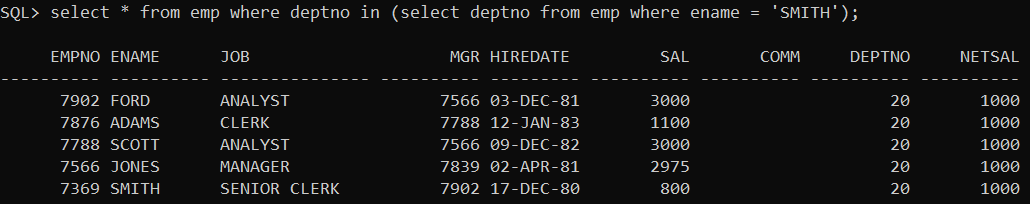 SQL> select * from emp where deptno in (select deptno from emp where ename = 'SMITH');
EMPNO ENAME JOB MGR HIREDATE SAL COMM DEPTNO NETSAL
---------- ---------- --------------- ---------- --------- ---------- ---------- ---------- ----------
7902 FORD ANALYST 7566 03-DEC-81 3000 20 1000
7876 ADAMS CLERK 7788 12-JAN-83 1100 20 1000
7788 SCOTT ANALYST 7566 09-DEC-82 3000 20 1000
7566 JONES MANAGER 7839 02-APR-81 2975 20 1000
7369 SMITH SENIOR CLERK 7902 17-DEC-80 800 20 1000